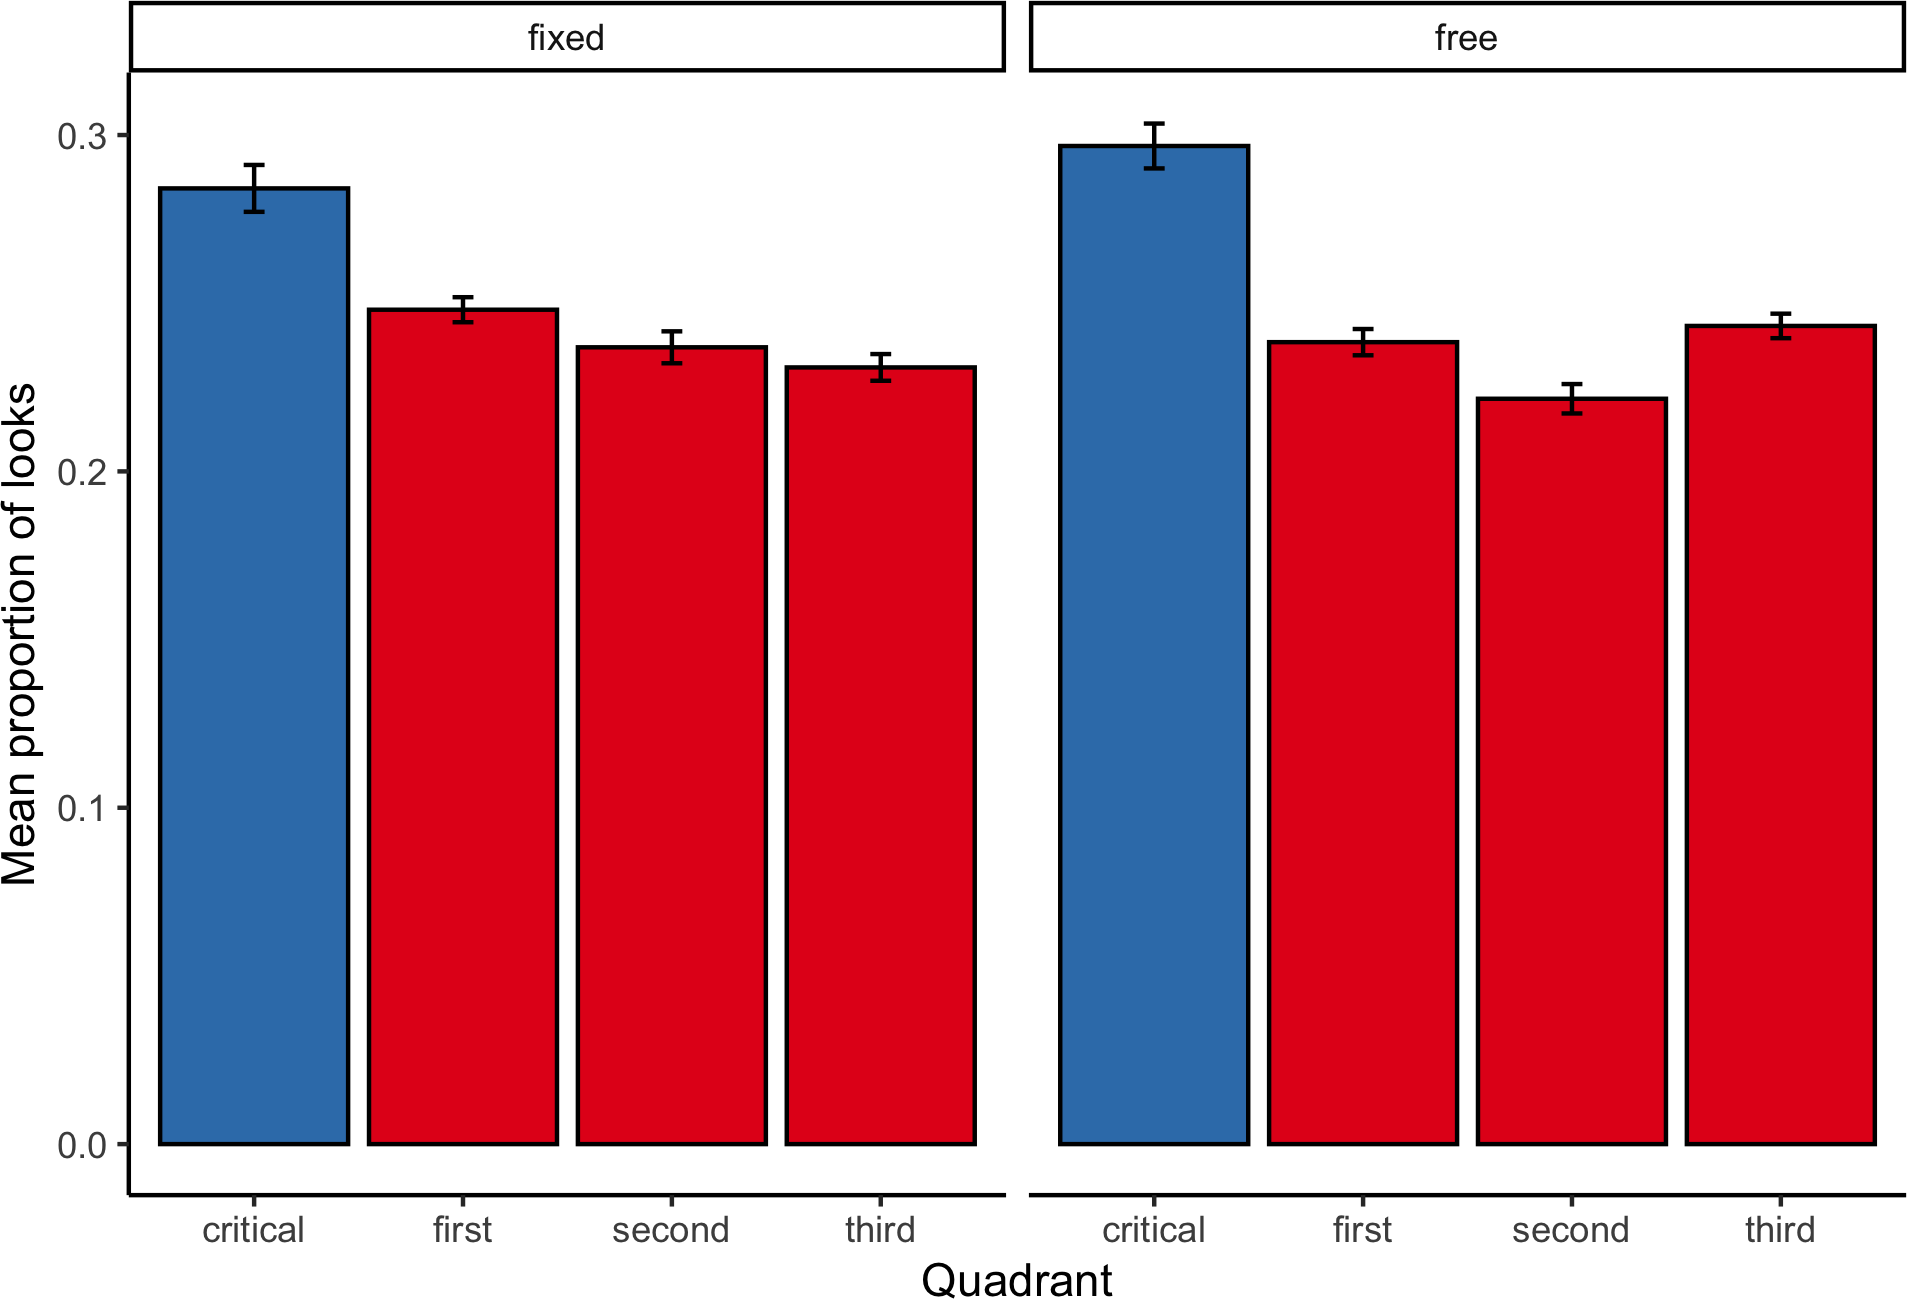 fixed
free
Mean proportion of looks
0.3
0.2
0.1
0.0
critical first second third
critical first second third
Quadrant